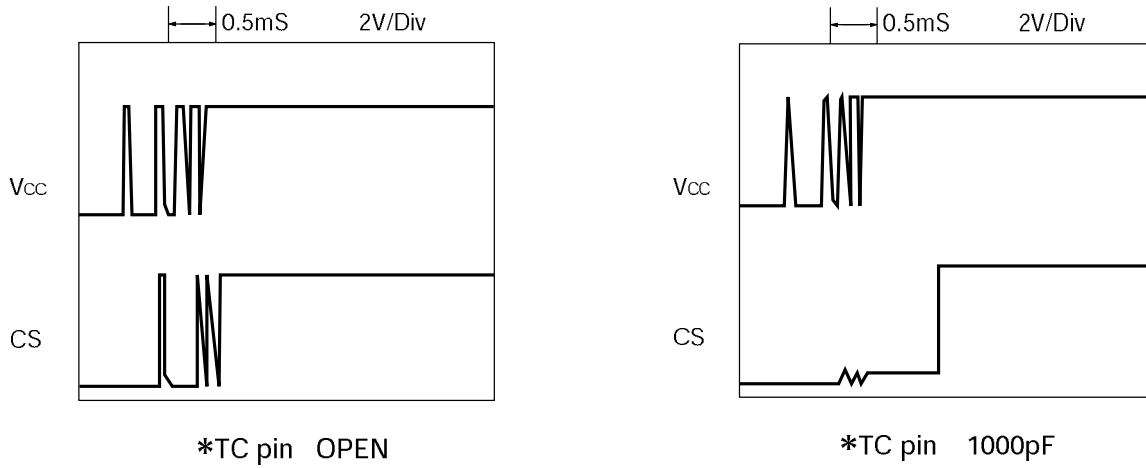 0.5mS 2V/Div
VCC
CS
*TC pin OPEN
0.5mS 2V/Div
VCC
CS
*TC pin 1000pF